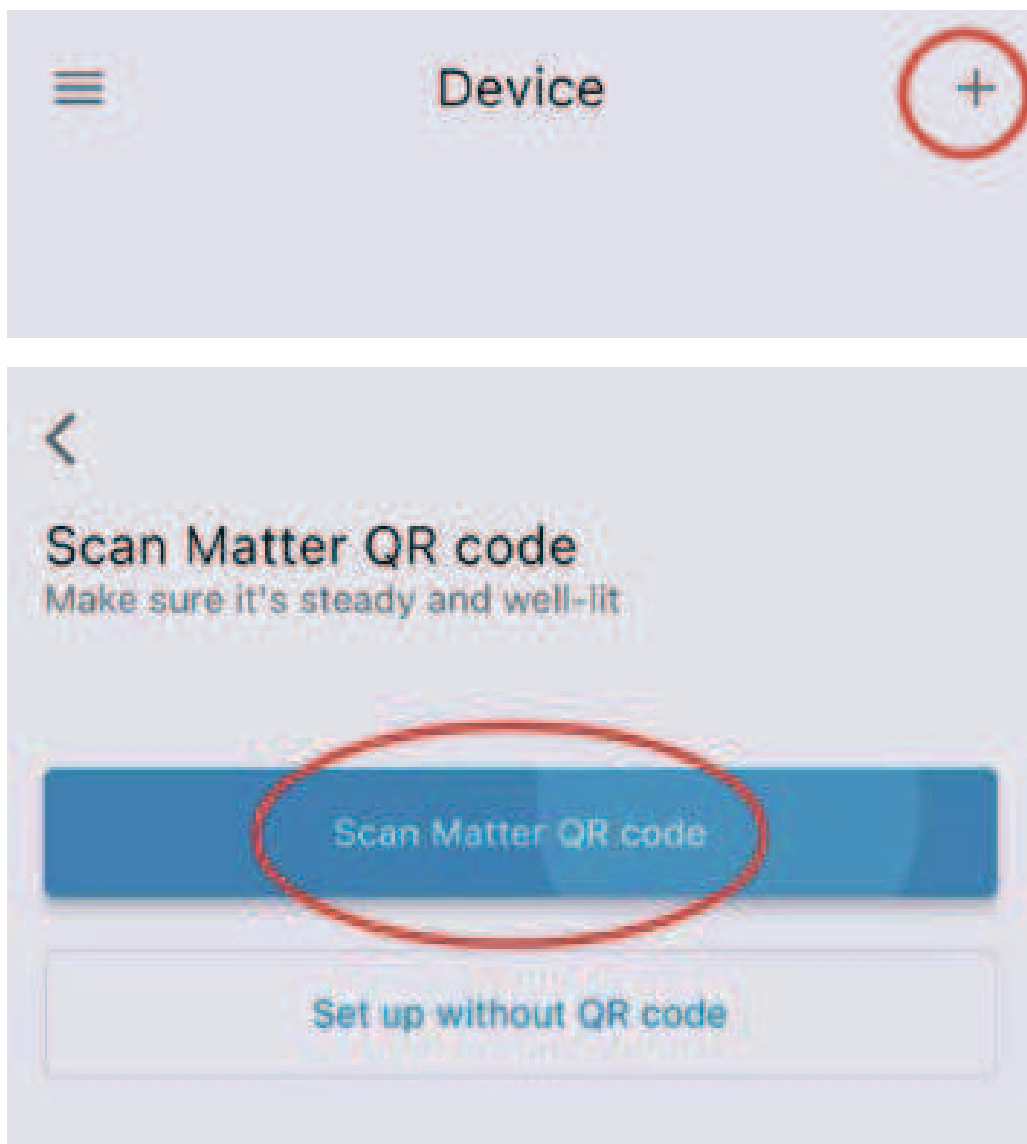 Device
Scan Matter QR code
Make sure it's steady and well-lit
Scan Matter QR code
Set up without QR code